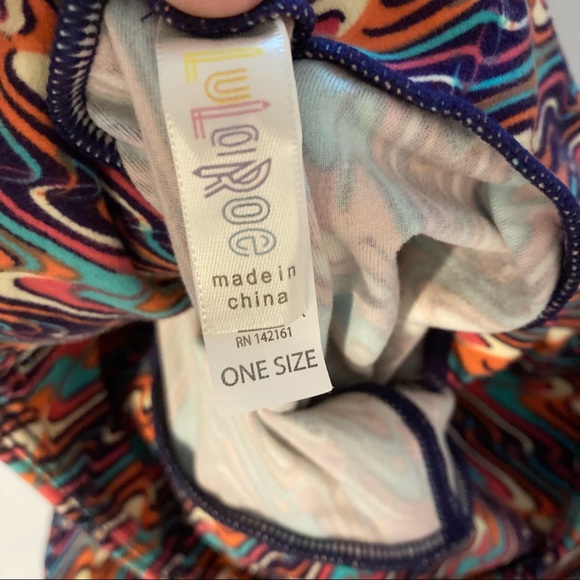 LuLaRoe
made in
china
RN 142161
ONE SIZE